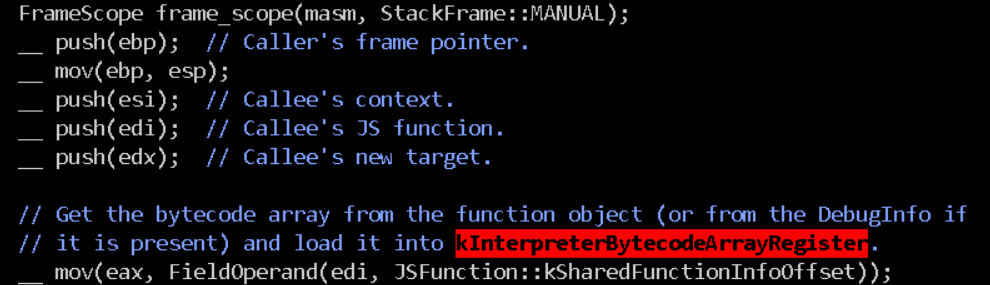 FrameScope frame_scope(masm, StackFrame::MANUAL);
__ push(ebp);  // Caller's frame pointer.
__ mov(ebp, esp);
__ push(esi);  // Callee's context.
__ push(edi);  // Callee's JS function.
__ push(edx);  // Callee's new target.
// Get the bytecode array from the function object (or from the DebugInfo if
// it is present) and load it into kInterpreterBytecodeArrayRegister.
__ mov(eax, FieldOperand(edi, JSFunction::kSharedFunctionInfoOffset));